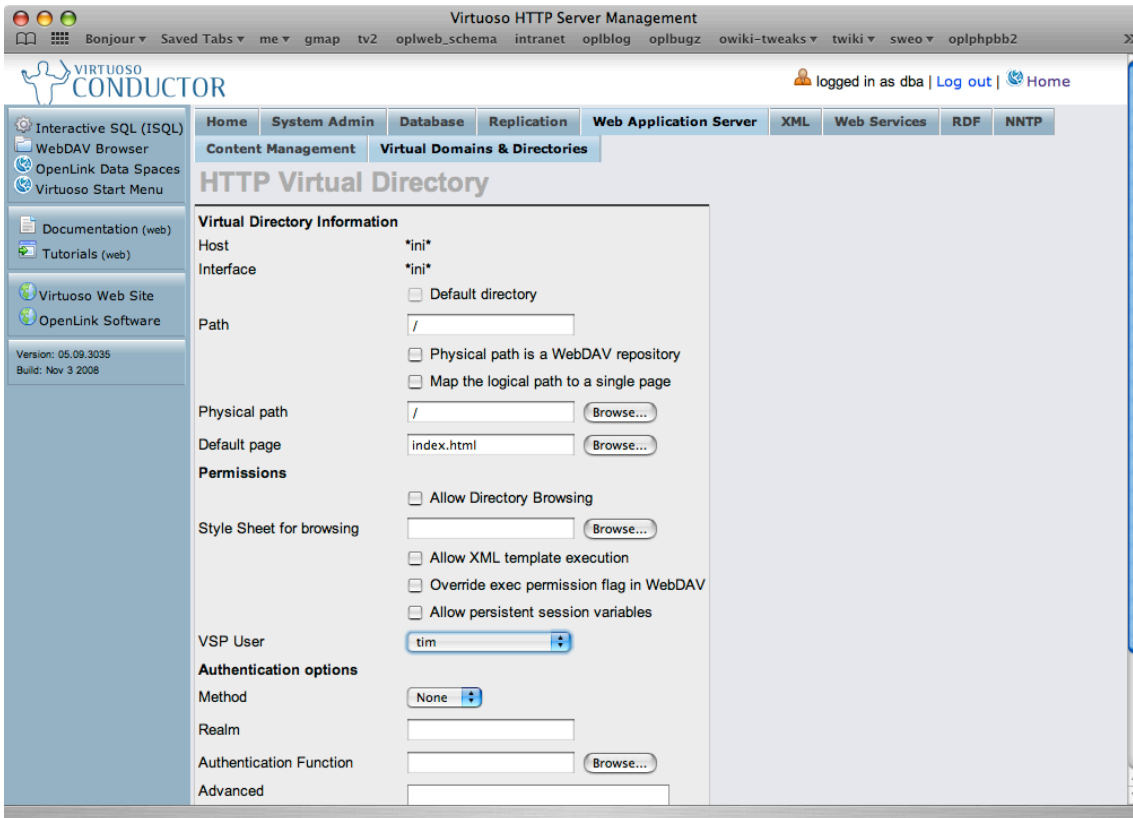 Virtuoso HTTP Server Management
Bonjour Saved Tabs me gmap tv2 oplweb_schema intranet oplblog oplbugz owiki-tweaks twiki sweo oplphpbb2
VIRTUOSO
CONDUCTOR
logged in as dba | Log out | Home
Interactive SQL (ISQL)
WebDAV Browser
OpenLink Data Spaces
Virtuoso Start Menu
Documentation (web)
Tutorials (web)
Virtuoso Web Site
OpenLink Software
Version: 05.09.3035
Build: Nov 3 2008
Home System Admin Database Replication Web Application Server XML Web Services RDF NNTP
Content Management Virtual Domains & Directories
HTTP Virtual Directory
Virtual Directory Information
Host *ini*
Interface *ini*
Default directory
Path /
Physical path is a WebDAV repository
Map the logical path to a single page
Physical path / Browse...
Default page index.html Browse...
Permissions
Allow Directory Browsing
Style Sheet for browsing Browse...
Allow XML template execution
Override exec permission flag in WebDAV
Allow persistent session variables
VSP User tim
Authentication options
Method None
Realm
Authentication Function Browse...
Advanced